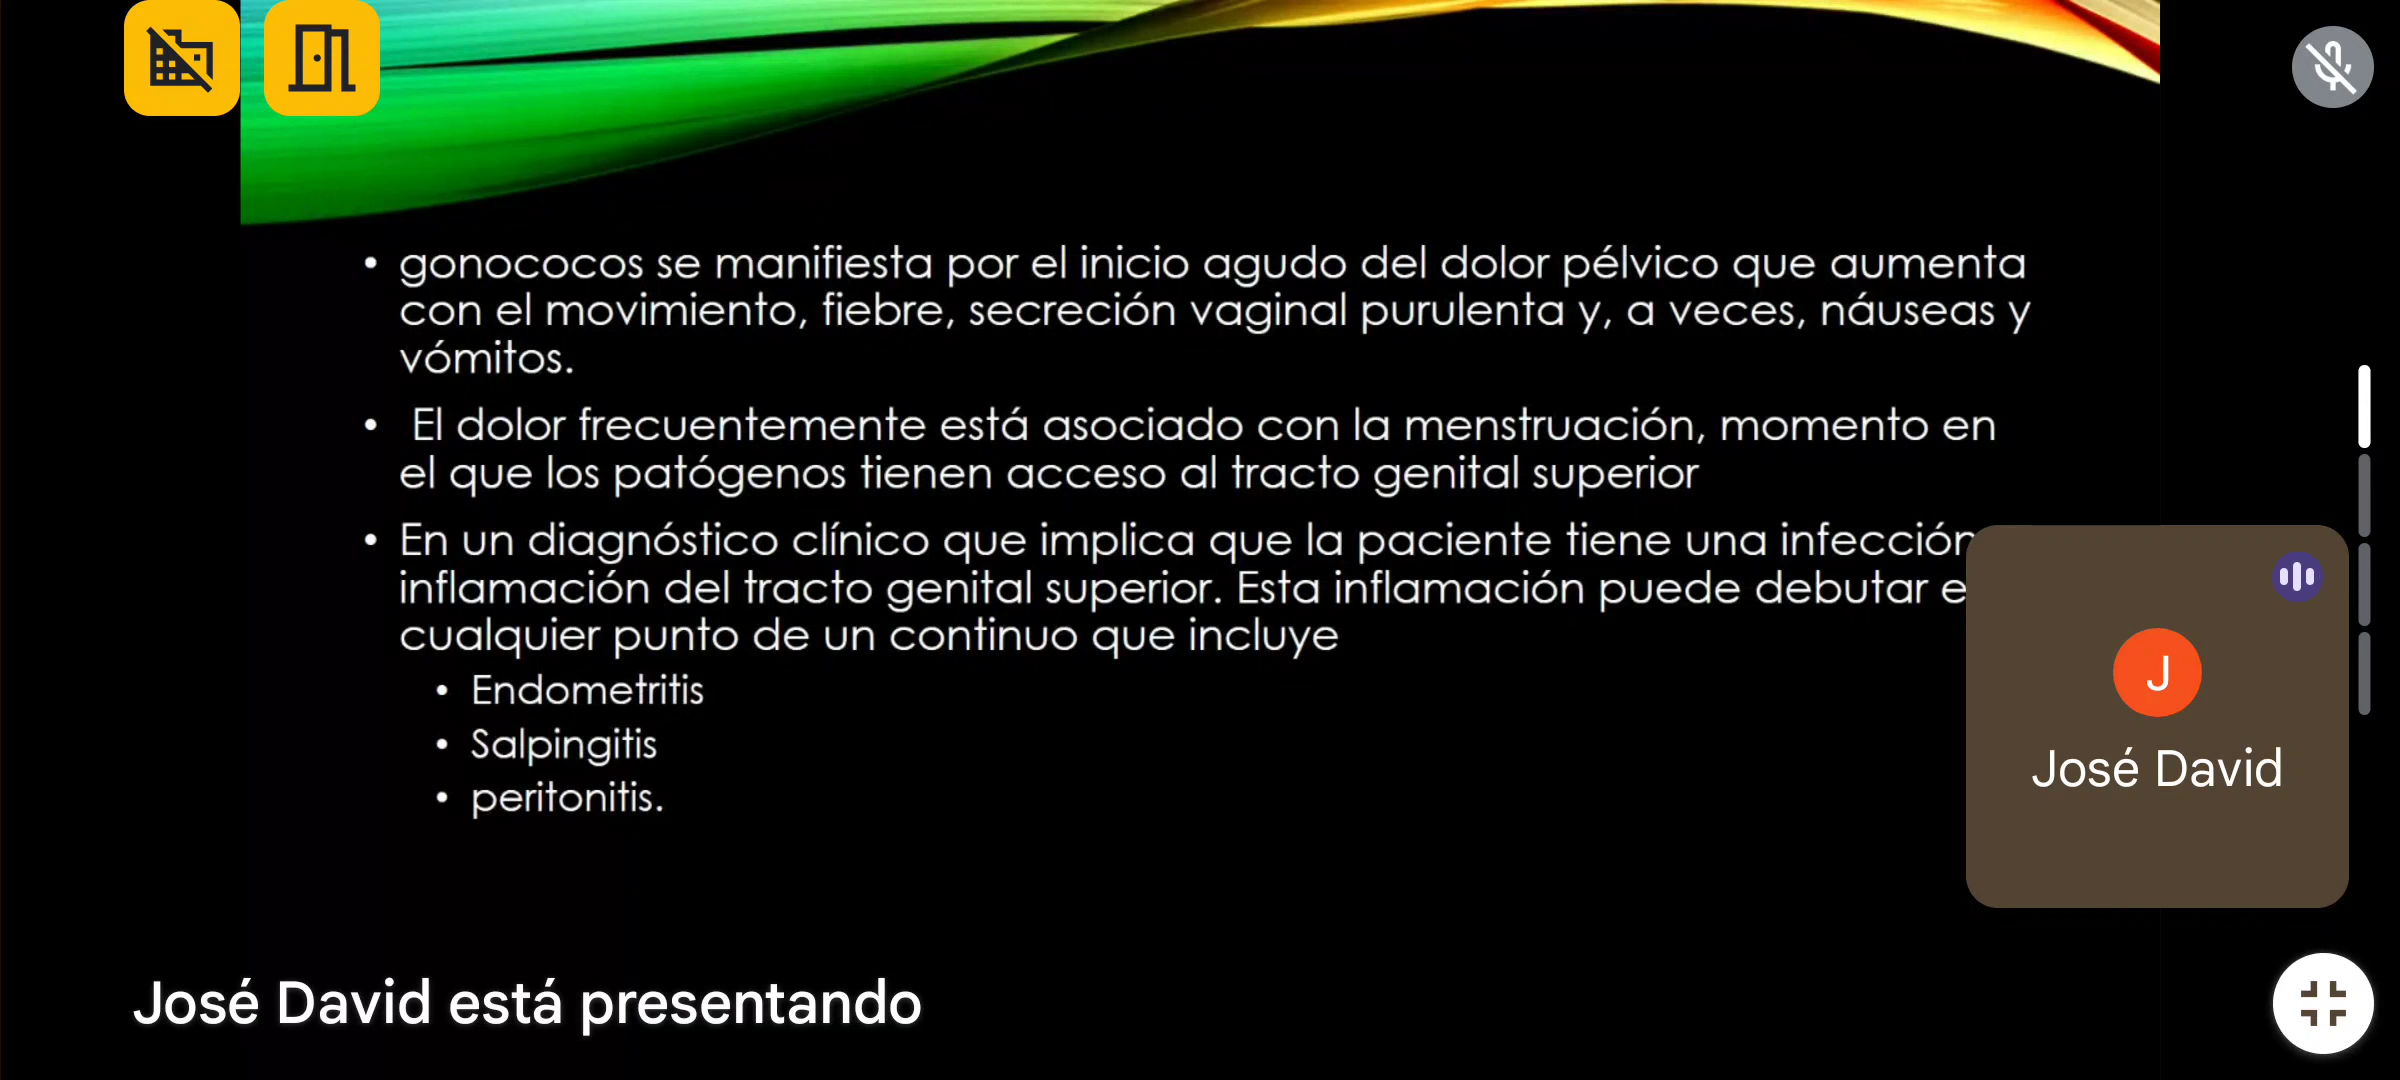 • gonococos se manifiesta por el inicio agudo del dolor pélvico que aumenta
con el movimiento, fiebre, secreción vaginal purulenta y, a veces, náuseas y
vómitos.
• El dolor frecuentemente está asociado con la menstruación, momento en
el que los patógenos tienen acceso al tracto genital superior
• En un diagnóstico clínico que implica que la paciente tiene una infección
inflamación del tracto genital superior. Esta inflamación puede debutar
cualquier punto de un continuo que incluye
• Endometritis
• Salpingitis
• peritonitis.
J
José David
José David está presentando